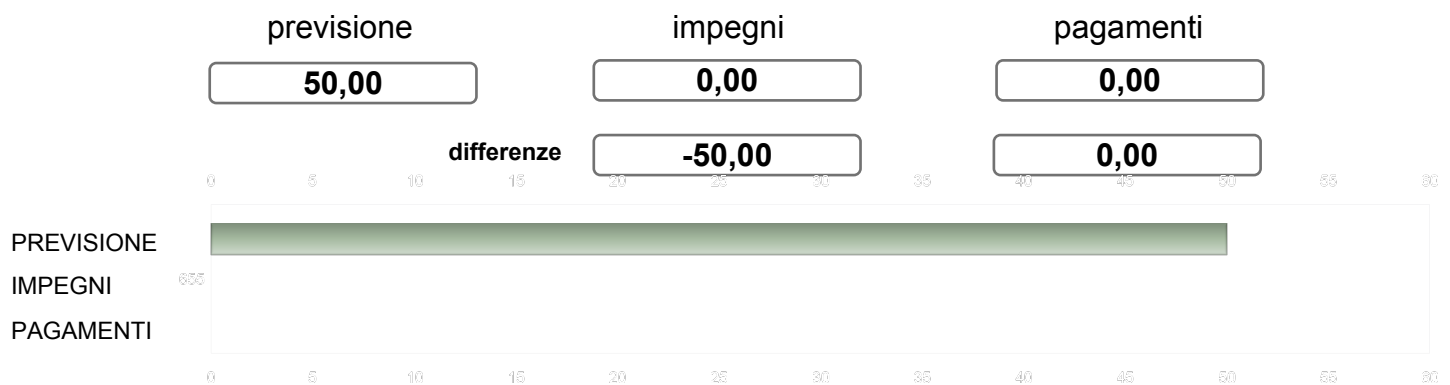 previsione impegni pagamenti
50,00 0,00 0,00
differenze -50,00 0,00
0 5 10 15 20 25 30 35 40 45 50 55 60
PREVISIONE
655
IMPEGNI
PAGAMENTI
0 5 10 15 20 25 30 35 40 45 50 55 60